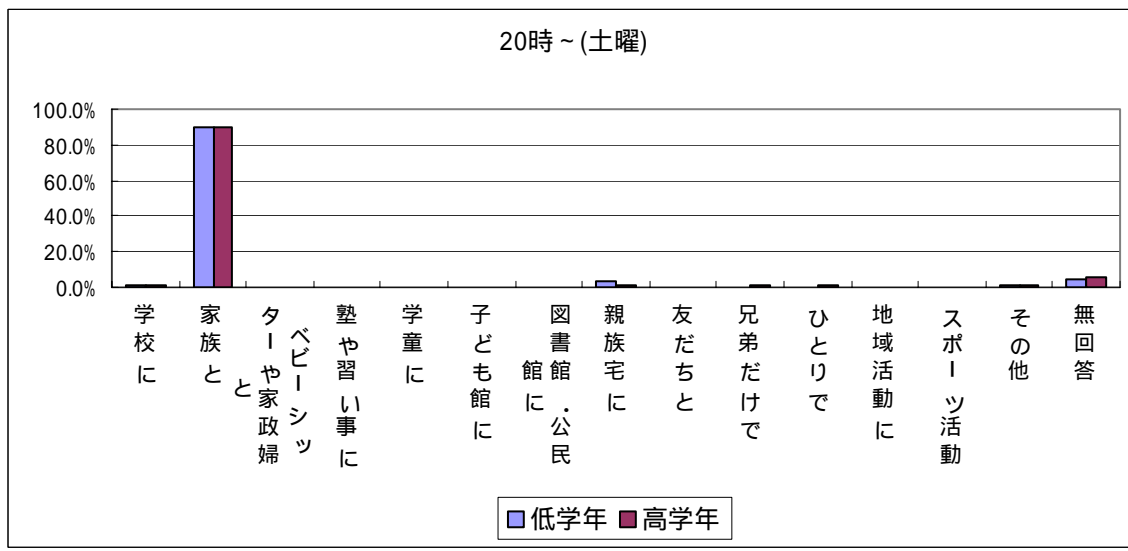 20時～(土曜)
100.0%
80.0%
60.0%
40.0%
20.0%
0.0%
学校に
家族と
ベビーシッ
ターや家政婦
と
塾や習い事に
学童に
子ども館に
図書館・公民
館に
親族宅に
友だちと
兄弟だけで
ひとりで
地域活動に
スポーツ活動
その他
無回答
低学年 高学年